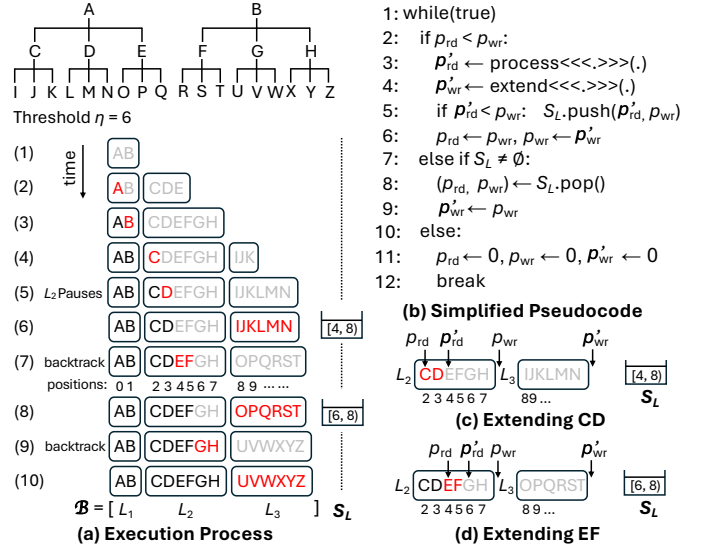 A
B
C D E F G H
I J K L M N O P Q R S T U V W X Y Z
Threshold η = 6
time
(1) AB
(2) AB CDE
(3) AB CDEFGH
(4) AB CDEFGH IJK
(5) L2 Pauses AB CDEFGH IJKLMN
(6) AB CDEFGH IJKLMN [4, 8)
(7) backtrack AB CDEFGH OPQRST
positions: 0 1 2 3 4 5 6 7 8 9 ... ...
(8) AB CDEFGH OPQRST [6, 8)
(9) backtrack AB CDEFGH UVWXYZ
(10) AB CDEFGH UVWXYZ
ℬ = [ L1 L2 L3 ] SL
(a) Execution Process
1: while(true)
2: if prd < pwr:
3: p'rd ← process<<<.>>>(.)
4: p'wr ← extend<<<.>>>(.)
5: if p'rd < pwr: SL.push(p'rd, pwr)
6: prd ← pwr, pwr ← p'wr
7: else if SL ≠ Ø:
8: (prd, pwr) ← SL.pop()
9: p'wr ← pwr
10: else:
11: prd ← 0, pwr ← 0, p'wr ← 0
12: break
(b) Simplified Pseudocode
prd p'rd pwr p'wr
L2 CDEFGH L3 IJKLMN [4, 8)
2 3 4 5 6 7 89... SL
(c) Extending CD
prd p'rd pwr p'wr
L2 CDEFGH L3 OPQRST [6, 8)
2 3 4 5 6 7 89... SL
(d) Extending EF